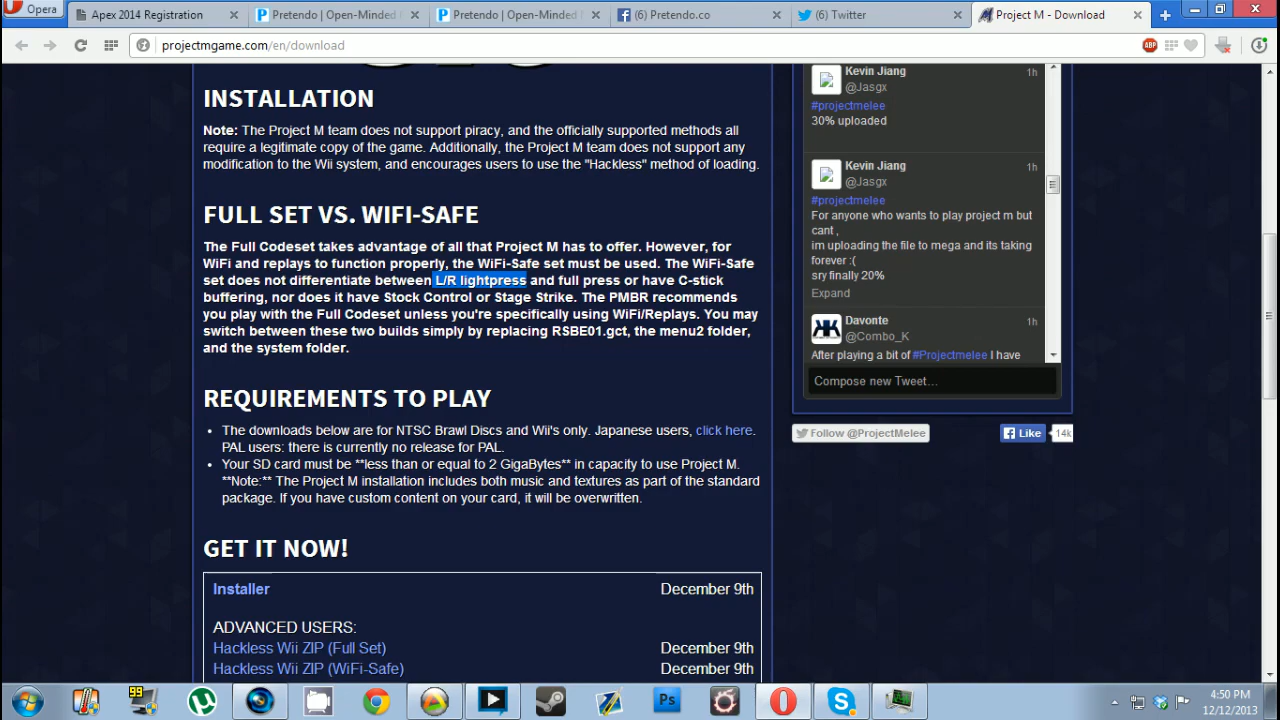 Opera
Apex 2014 Registration
Pretendo | Open-Minded
Pretendo | Open-Minded
(6) Pretendo.co
(6) Twitter
Project M - Download
projectmgame.com/en/download
ABP
INSTALLATION
Note: The Project M team does not support piracy, and the officially supported methods all
require a legitimate copy of the game. Additionally, the Project M team does not support any
modification to the Wii system, and encourages users to use the "Hackless" method of loading.
FULL SET VS. WIFI-SAFE
The Full Codeset takes advantage of all that Project M has to offer. However, for
WiFi and replays to function properly, the WiFi-Safe set must be used. The WiFi-Safe
set does not differentiate between L/R lightpress and full press or have C-stick
buffering, nor does it have Stock Control or Stage Strike. The PMBR recommends
you play with the Full Codeset unless you're specifically using WiFi/Replays. You may
switch between these two builds simply by replacing RSBE01.gct, the menu2 folder,
and the system folder.
REQUIREMENTS TO PLAY
• The downloads below are for NTSC Brawl Discs and Wii's only. Japanese users, click here.
PAL users: there is currently no release for PAL.
• Your SD card must be **less than or equal to 2 GigaBytes** in capacity to use Project M.
**Note:** The Project M installation includes both music and textures as part of the standard
package. If you have custom content on your card, it will be overwritten.
GET IT NOW!
Installer December 9th
ADVANCED USERS:
Hackless Wii ZIP (Full Set) December 9th
Hackless Wii ZIP (WiFi-Safe) December 9th
Kevin Jiang 1h
@Jasgx
#projectmelee
30% uploaded
Kevin Jiang 1h
@Jasgx
#projectmelee
For anyone who wants to play project m but
cant ,
im uploading the file to mega and its taking
forever :(
sry finally 20%
Expand
Davonte 1h
@Combo_K
After playing a bit of #Projectmelee I have
Compose new Tweet...
Follow @ProjectMelee
Like 14k
99
Ps
4:50 PM
12/12/2013